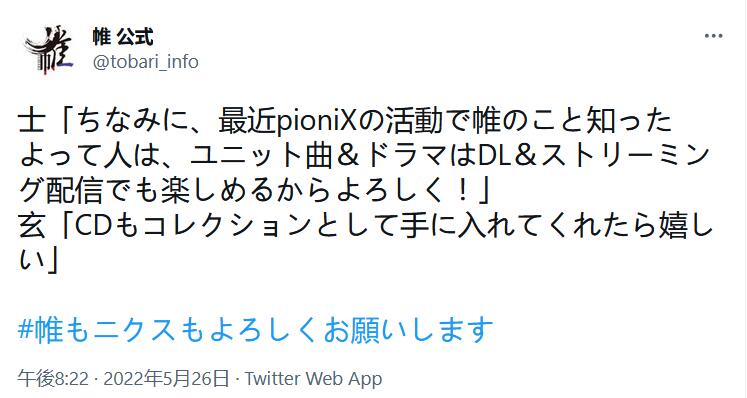 帷 公式
@tobari_info
士「ちなみに、最近pioniXの活動で帷のこと知った
よって人は、ユニット曲＆ドラマはDL＆ストリーミン
グ配信でも楽しめるからよろしく！」
玄「CDもコレクションとして手に入れてくれたら嬉し
い」
#帷もニクスもよろしくお願いします
午後8:22 · 2022年5月26日 · Twitter Web App